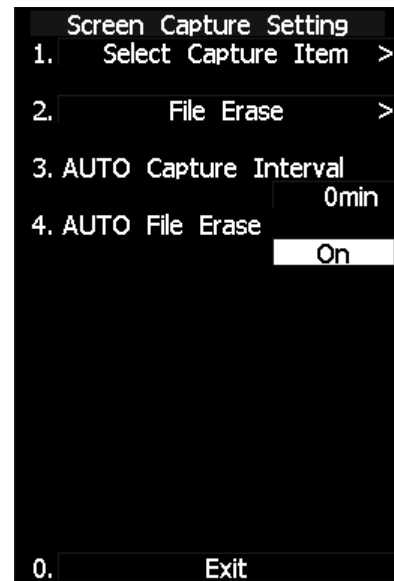 Screen Capture Setting
1. Select Capture Item >
2. File Erase >
3. AUTO Capture Interval
0min
4. AUTO File Erase
On
0. Exit